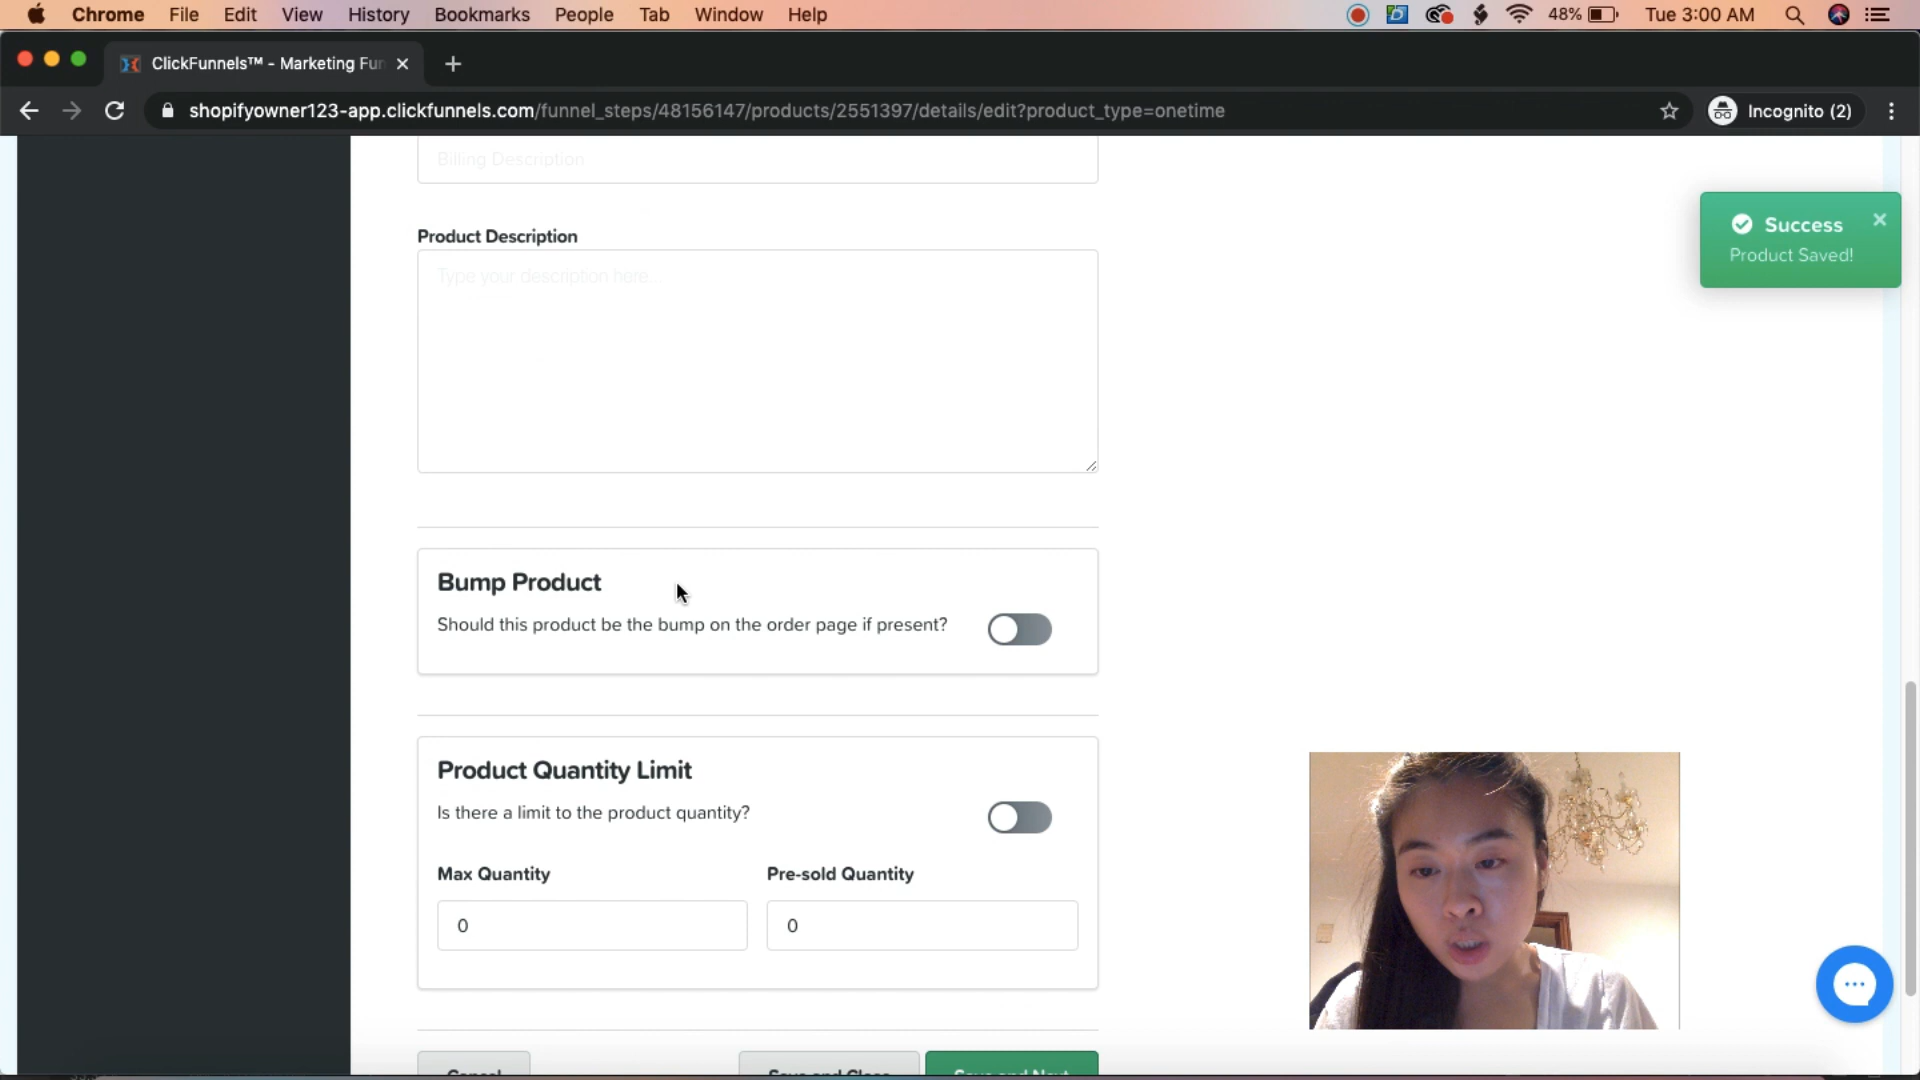 Chrome File Edit View History Bookmarks People Tab Window Help 48% Tue 3:00 AM
ClickFunnels™ - Marketing Fun
shopifyowner123-app.clickfunnels.com/funnel_steps/48156147/products/2551397/details/edit?product_type=onetime Incognito (2)
Billing Description
Success
Product Saved!
Product Description
Type your description here...
Bump Product
Should this product be the bump on the order page if present?
Product Quantity Limit
Is there a limit to the product quantity?
Max Quantity Pre-sold Quantity
0 0
Cancel Save and Close Save and Next